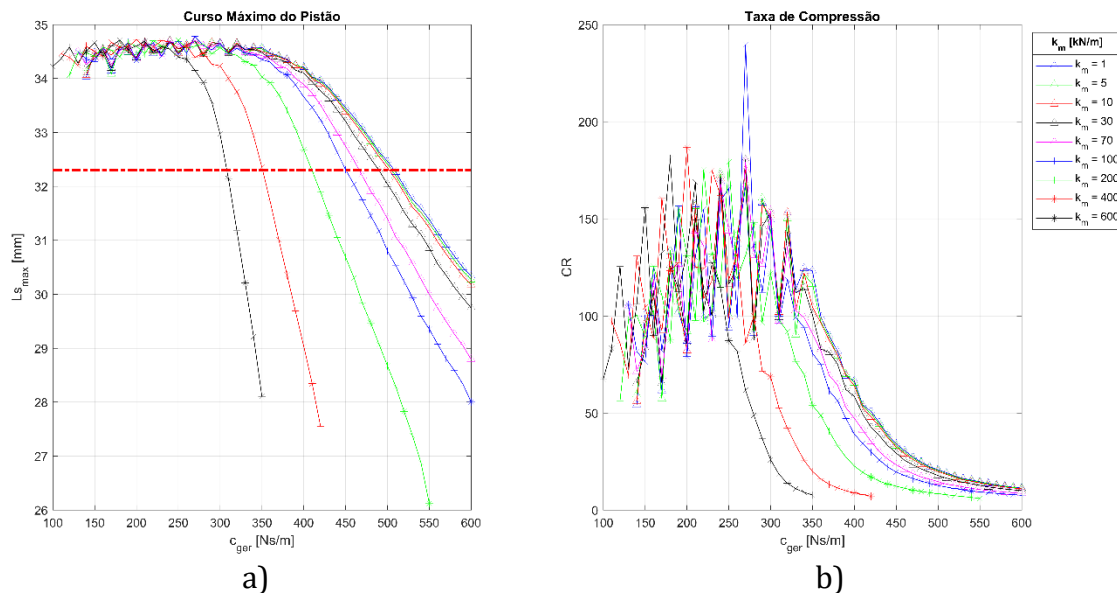 Curso Máximo do Pistão
35
34
33
32
31
30
29
28
27
26
Ls_max [mm]
100 150 200 250 300 350 400 450 500 550 600
c_ger [Ns/m]
a)
Taxa de Compressão
250
200
150
100
50
0
CR
100 150 200 250 300 350 400 450 500 550 600
c_ger [Ns/m]
b)
k_m [kN/m]
k_m = 1
k_m = 5
k_m = 10
k_m = 30
k_m = 70
k_m = 100
k_m = 200
k_m = 400
k_m = 600